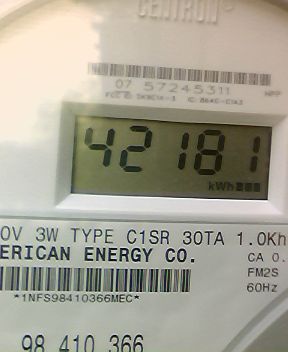 CENTRON
07 57245311
42181
kWh
0V 3W TYPE C1SR 30TA 1.0Kh
ERICAN ENERGY CO. CA 0.
FM2S
*1NFS98410366MEC* 60Hz
98 410 366